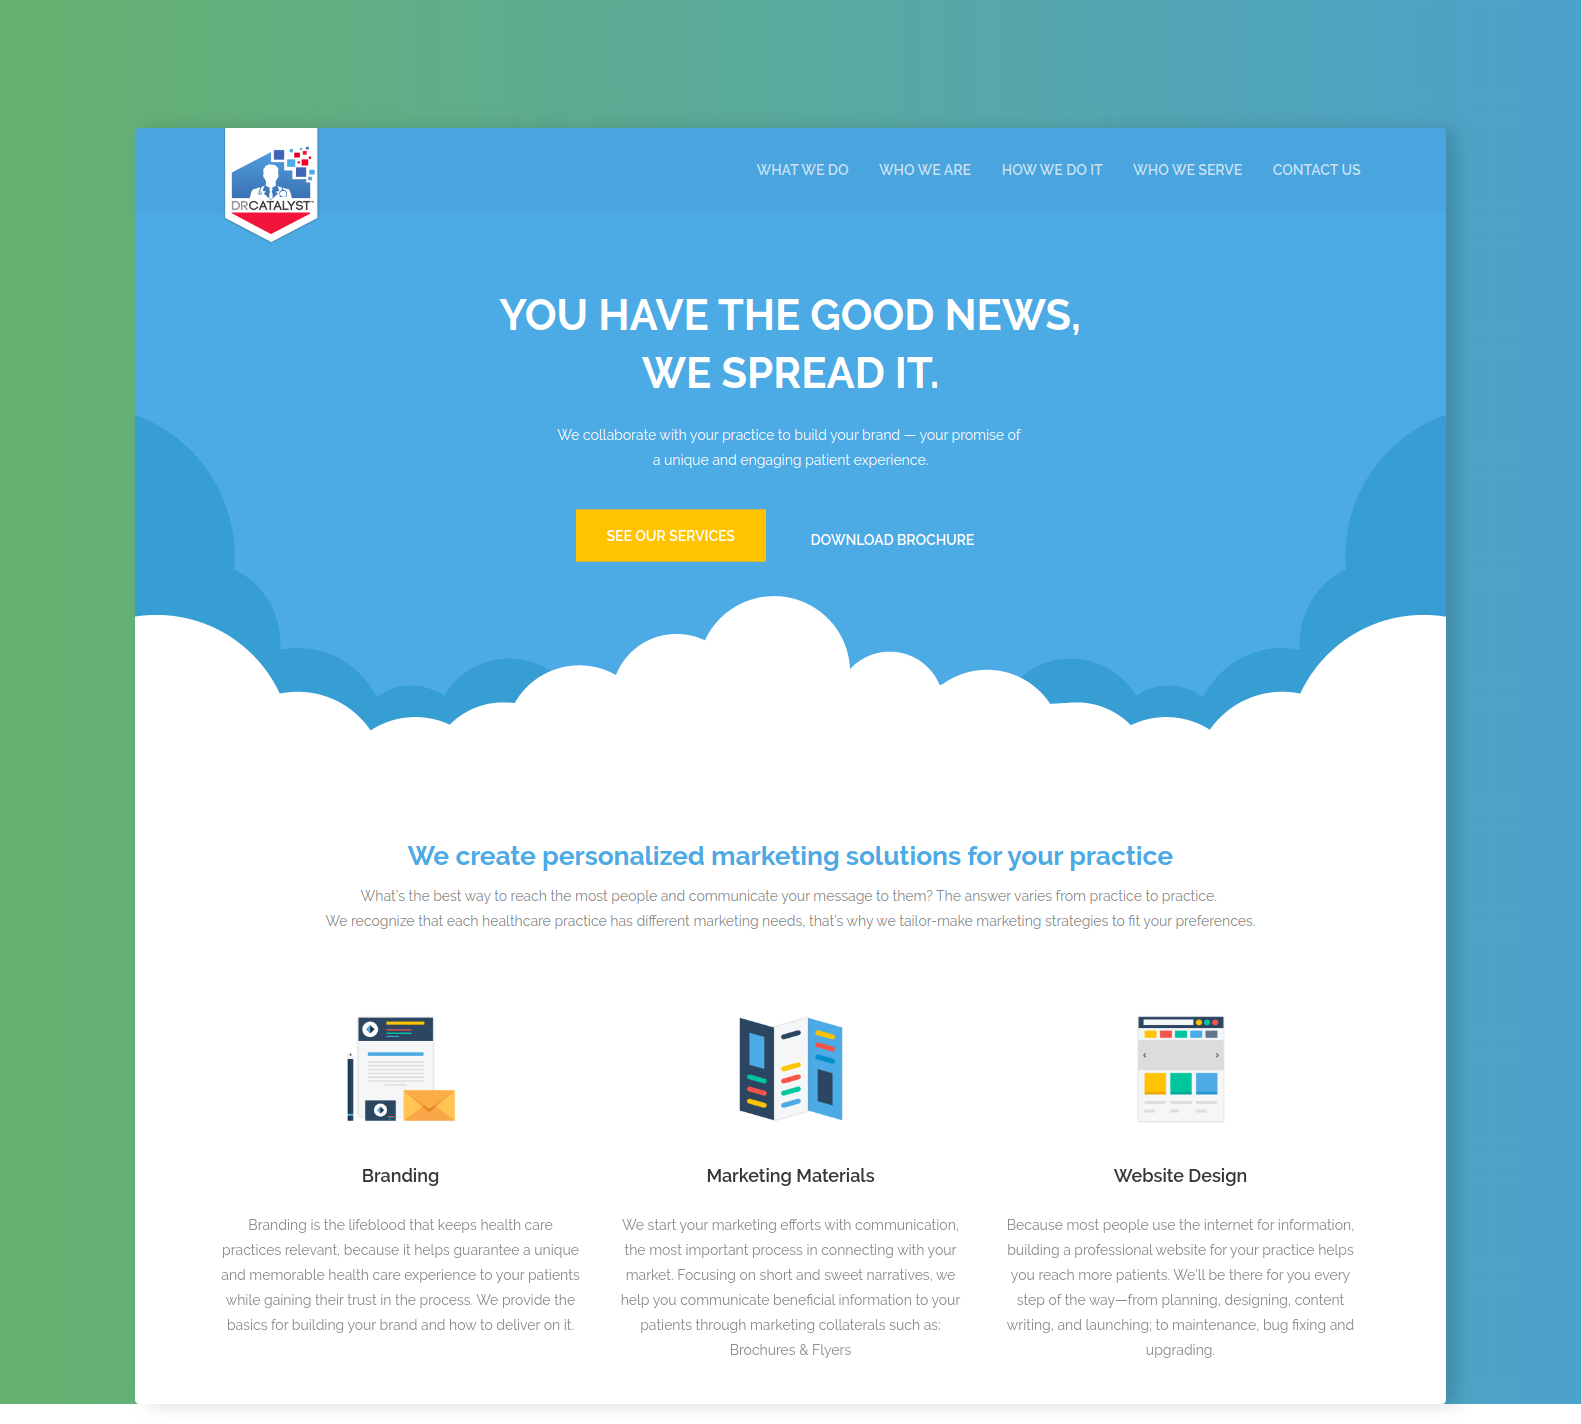 DRCATALYST™
WHAT WE DO WHO WE ARE HOW WE DO IT WHO WE SERVE CONTACT US
YOU HAVE THE GOOD NEWS,
WE SPREAD IT.
We collaborate with your practice to build your brand — your promise of
a unique and engaging patient experience.
SEE OUR SERVICES DOWNLOAD BROCHURE
We create personalized marketing solutions for your practice
What's the best way to reach the most people and communicate your message to them? The answer varies from practice to practice.
We recognize that each healthcare practice has different marketing needs, that's why we tailor-make marketing strategies to fit your preferences.
Branding
Branding is the lifeblood that keeps health care
practices relevant, because it helps guarantee a unique
and memorable health care experience to your patients
while gaining their trust in the process. We provide the
basics for building your brand and how to deliver on it.
Marketing Materials
We start your marketing efforts with communication,
the most important process in connecting with your
market. Focusing on short and sweet narratives, we
help you communicate beneficial information to your
patients through marketing collaterals such as:
Brochures & Flyers
Website Design
Because most people use the internet for information,
building a professional website for your practice helps
you reach more patients. We'll be there for you every
step of the way—from planning, designing, content
writing, and launching; to maintenance, bug fixing and
upgrading.